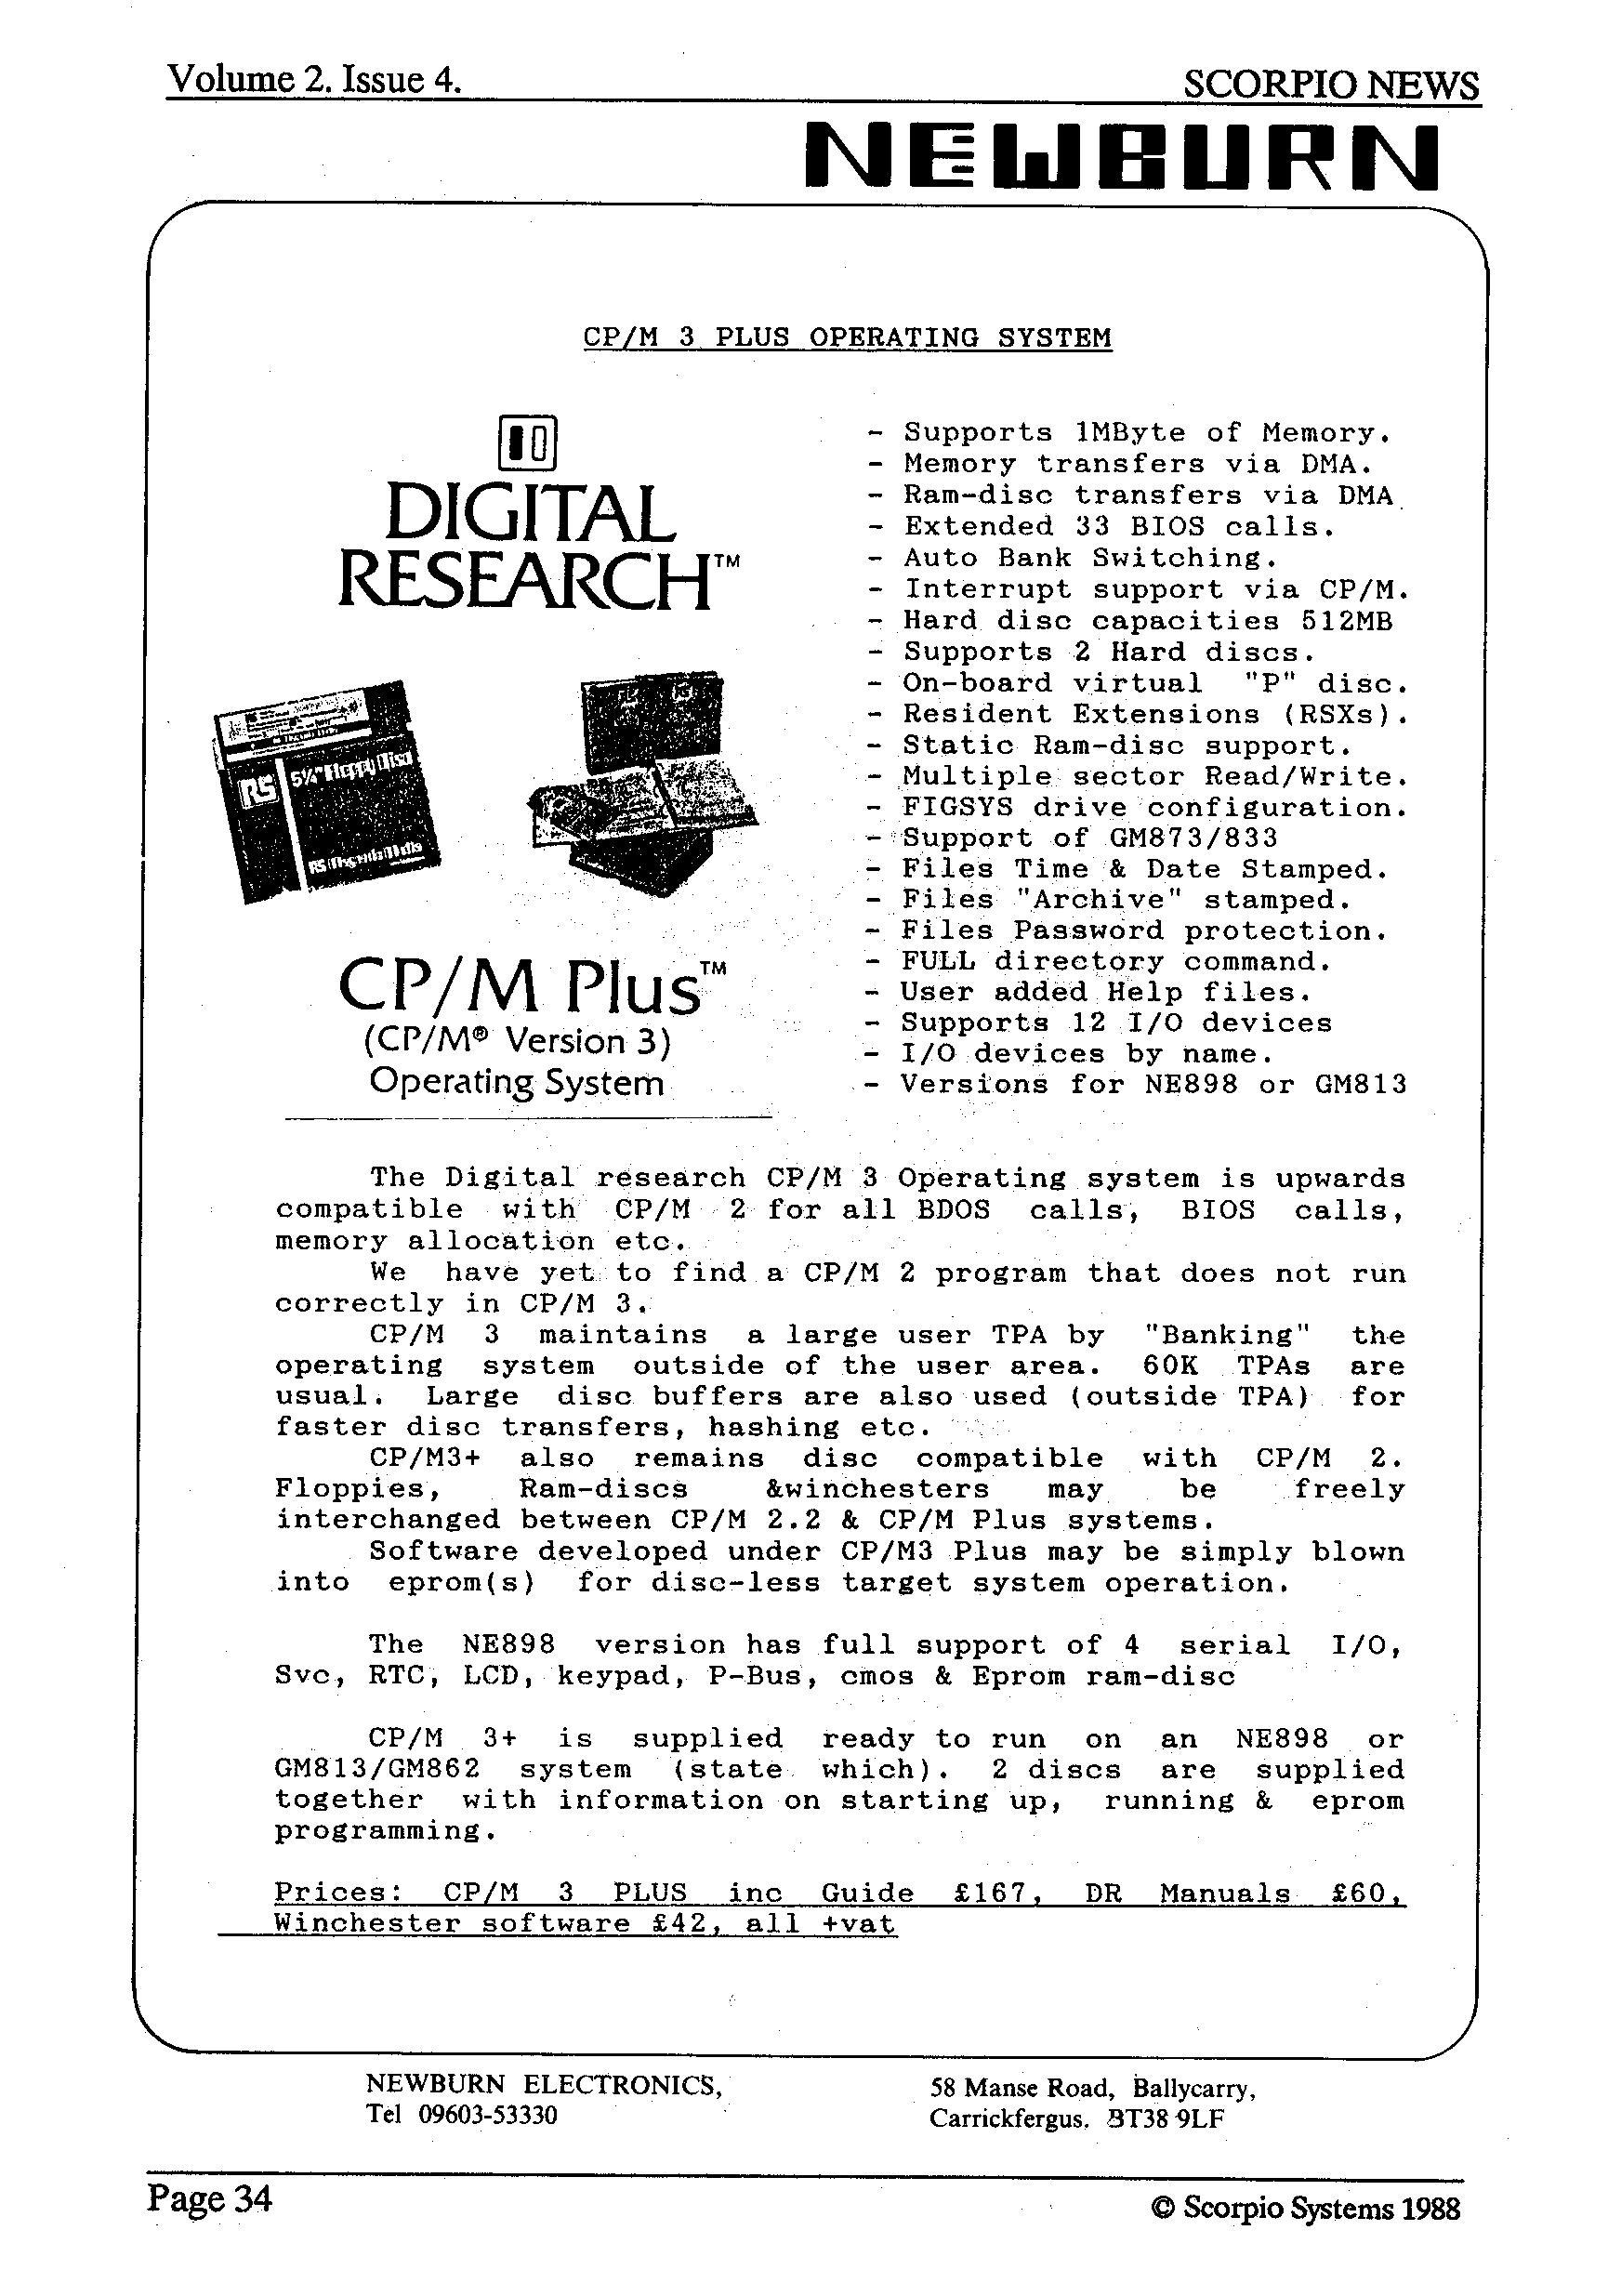 Volume 2. Issue 4.
SCORPIO NEWS
NEWBURN
CP/M 3 PLUS OPERATING SYSTEM
DIGITAL
RESEARCH™
RS
5¼" Floppy Disc
CP/M Plus™
(CP/M® Version 3)
Operating System
- Supports 1MByte of Memory.
- Memory transfers via DMA.
- Ram-disc transfers via DMA
- Extended 33 BIOS calls.
- Auto Bank Switching.
- Interrupt support via CP/M.
- Hard disc capacities 512MB
- Supports 2 Hard discs.
- On-board virtual "P" disc.
- Resident Extensions (RSXs).
- Static Ram-disc support.
- Multiple sector Read/Write.
- FIGSYS drive configuration.
- Support of GM873/833
- Files Time & Date Stamped.
- Files "Archive" stamped.
- Files Password protection.
- FULL directory command.
- User added Help files.
- Supports 12 I/O devices
- I/O devices by name.
- Versions for NE898 or GM813
The Digital research CP/M 3 Operating system is upwards
compatible with CP/M 2 for all BDOS calls, BIOS calls,
memory allocation etc.
We have yet to find a CP/M 2 program that does not run
correctly in CP/M 3.
CP/M 3 maintains a large user TPA by "Banking" the
operating system outside of the user area. 60K TPAs are
usual. Large disc buffers are also used (outside TPA) for
faster disc transfers, hashing etc.
CP/M3+ also remains disc compatible with CP/M 2.
Floppies, Ram-discs &winchesters may be freely
interchanged between CP/M 2.2 & CP/M Plus systems.
Software developed under CP/M3 Plus may be simply blown
into eprom(s) for disc-less target system operation.
The NE898 version has full support of 4 serial I/O,
Svc, RTC, LCD, keypad, P-Bus, cmos & Eprom ram-disc
CP/M 3+ is supplied ready to run on an NE898 or
GM813/GM862 system (state which). 2 discs are supplied
together with information on starting up, running & eprom
programming.
Prices: CP/M 3 PLUS inc Guide £167, DR Manuals £60,
Winchester software £42, all +vat
NEWBURN ELECTRONICS,
Tel 09603-53330
58 Manse Road, Ballycarry,
Carrickfergus. BT38 9LF
Page 34
© Scorpio Systems 1988